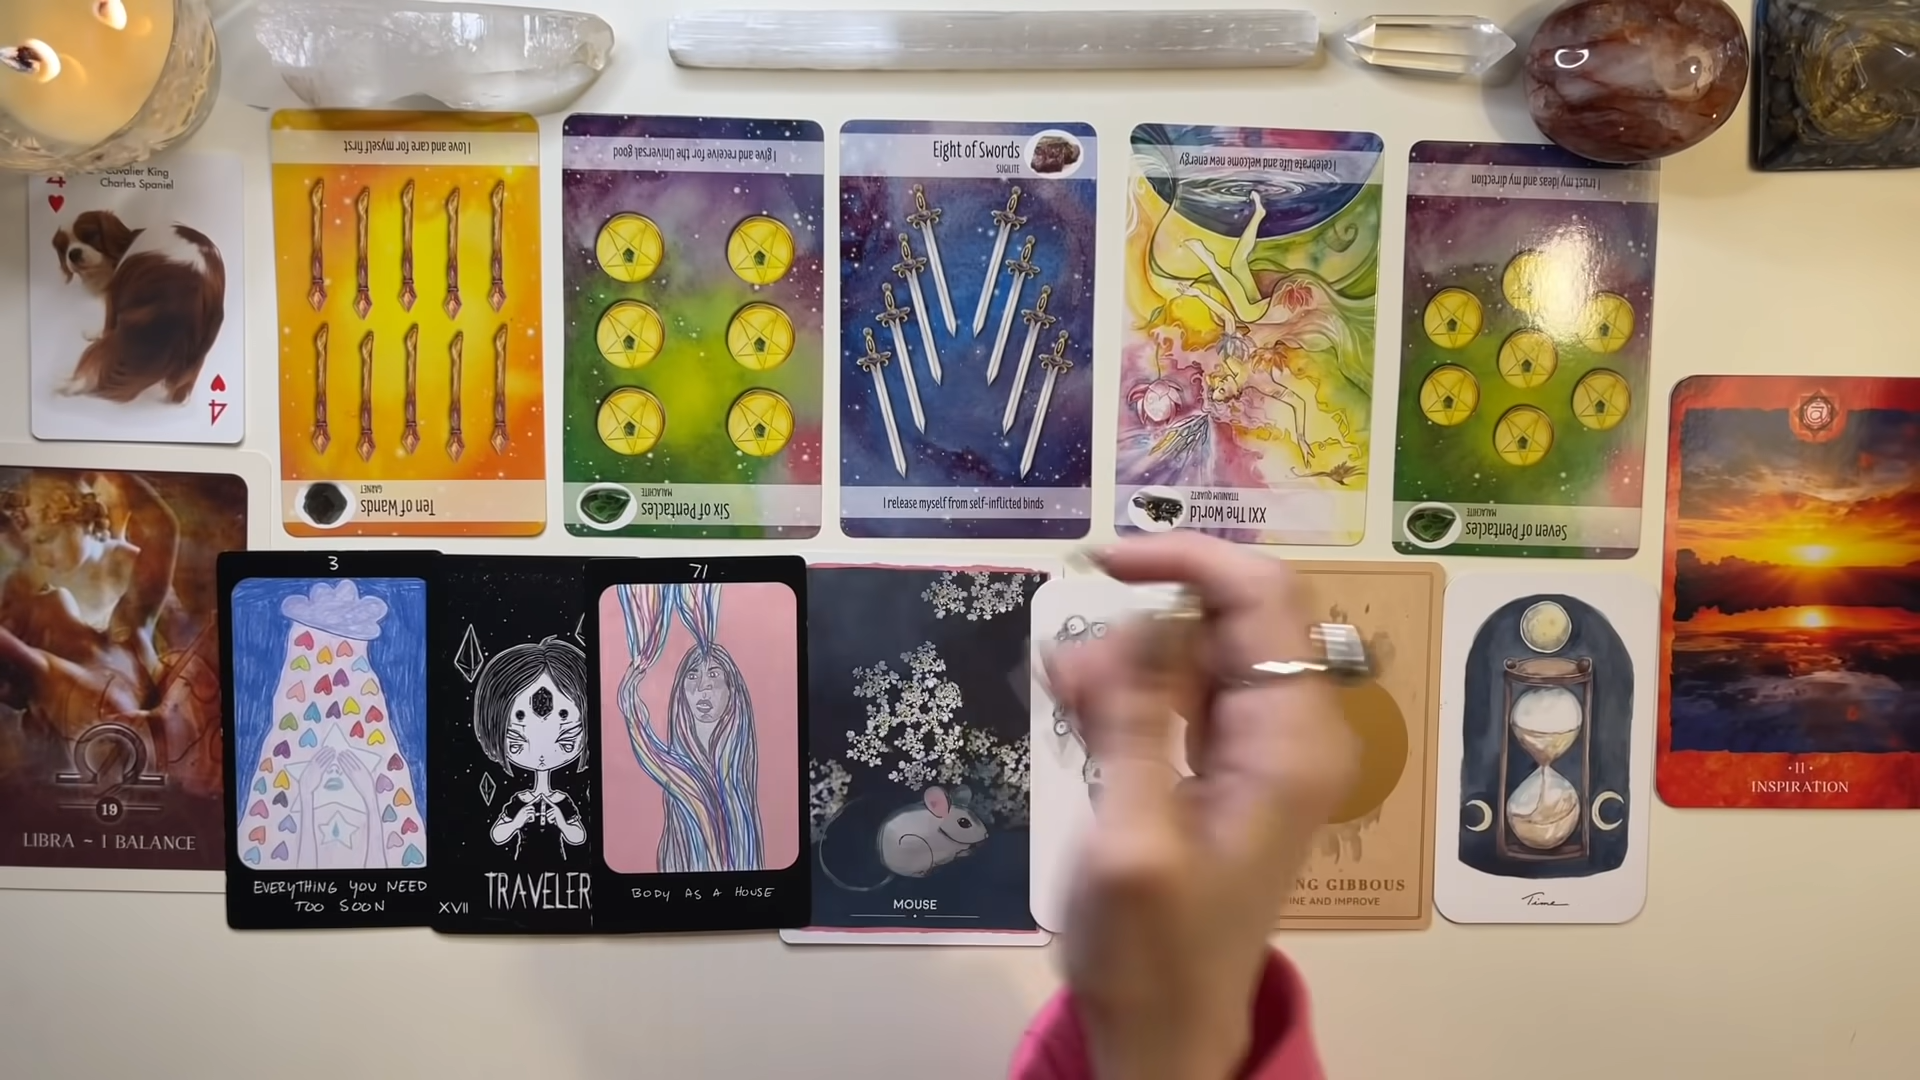 4
Cavalier King
Charles Spaniel
4
I love and care for myself first
Ten of Wands
GARNET
I give and receive for the Universal good
Six of Pentacles
MALACHITE
Eight of Swords
SUGILITE
I release myself from self-inflicted binds
I celebrate Life and welcome new energy
XXI The World
TITANIUM QUARTZ
I trust my ideas and my direction
Seven of Pentacles
MALACHITE
19
LIBRA ~ I BALANCE
3
EVERYTHING YOU NEED
TOO SOON
XVII
TRAVELER
71
BODY AS A HOUSE
MOUSE
GIBBOUS
AND IMPROVE
Time
·11·
INSPIRATION